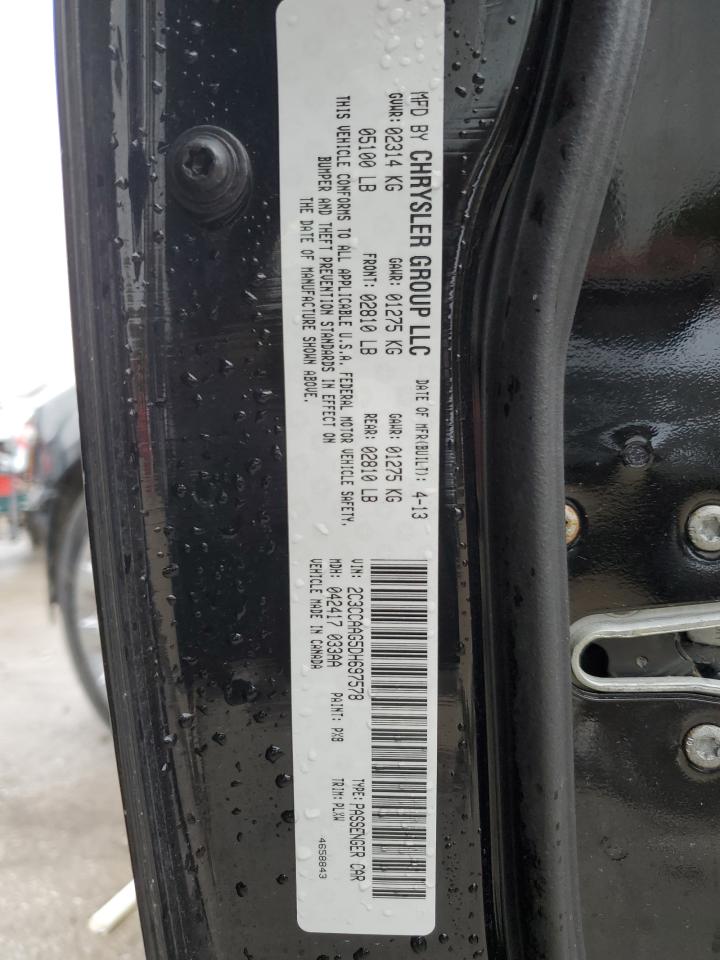 MFD BY CHRYSLER GROUP LLC DATE OF MFR(BUILT): 4-13
GVWR: 02314 KG GAWR: 01275 KG GAWR: 01275 KG
05100 LB FRONT: 02810 LB REAR: 02810 LB
THIS VEHICLE CONFORMS TO ALL APPLICABLE U.S.A. FEDERAL MOTOR VEHICLE SAFETY,
BUMPER AND THEFT PREVENTION STANDARDS IN EFFECT ON
THE DATE OF MANUFACTURE SHOWN ABOVE.
VIN: 2C3CCAAG5DH697578 TYPE: PASSENGER CAR
MDH: 042417 033AA PAINT: PX8 TRIM: PLXW
VEHICLE MADE IN CANADA
4658843